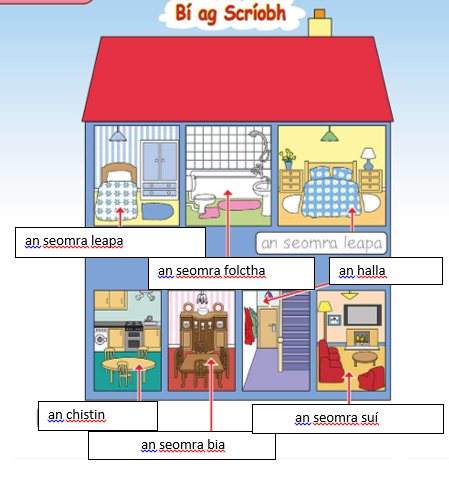 Bí ag Scríobh
an seomra leapa
an seomra leapa
an seomra folctha
an halla
an chistin
an seomra suí
an seomra bia